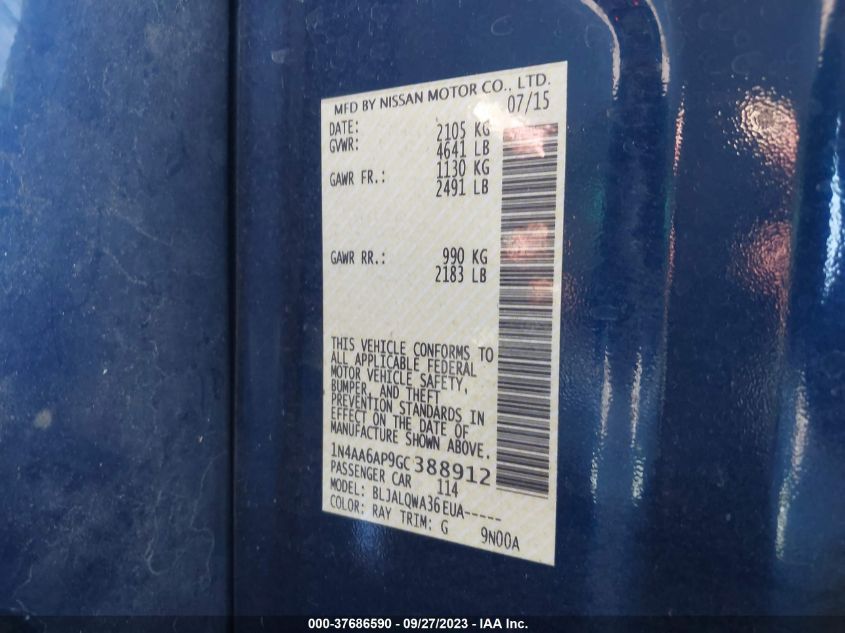 MFD BY NISSAN MOTOR CO., LTD.
DATE: 07/15
GVWR: 2105 KG
4641 LB
GAWR FR.: 1130 KG
2491 LB
GAWR RR.: 990 KG
2183 LB
THIS VEHICLE CONFORMS TO
ALL APPLICABLE FEDERAL
MOTOR VEHICLE SAFETY,
BUMPER, AND THEFT
PREVENTION STANDARDS IN
EFFECT ON THE DATE OF
MANUFACTURE SHOWN ABOVE.
1N4AA6AP9GC388912
PASSENGER CAR 114
MODEL: BLJALQWA36EUA-----
COLOR: RAY TRIM: G 9N00A
000-37686590 - 09/27/2023 - IAA Inc.